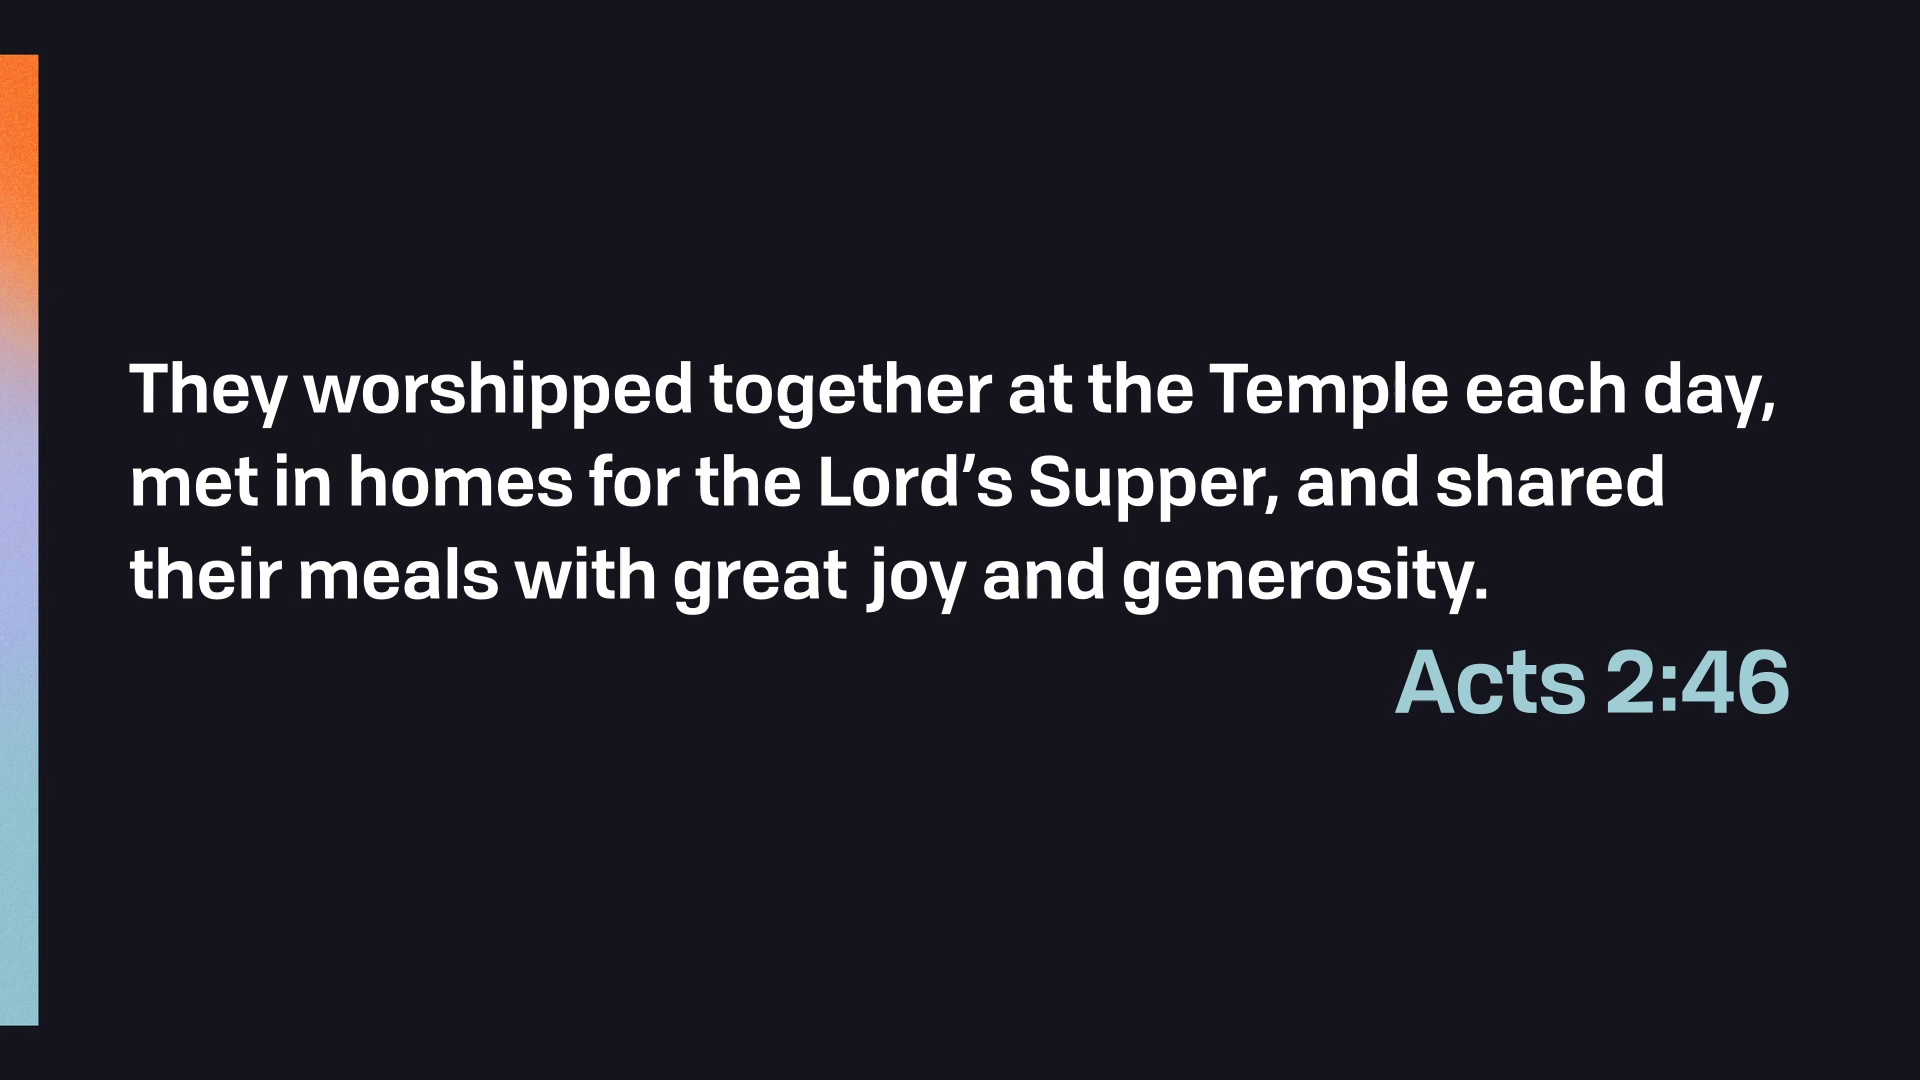 They worshipped together at the Temple each day,
met in homes for the Lord’s Supper, and shared
their meals with great joy and generosity.
Acts 2:46